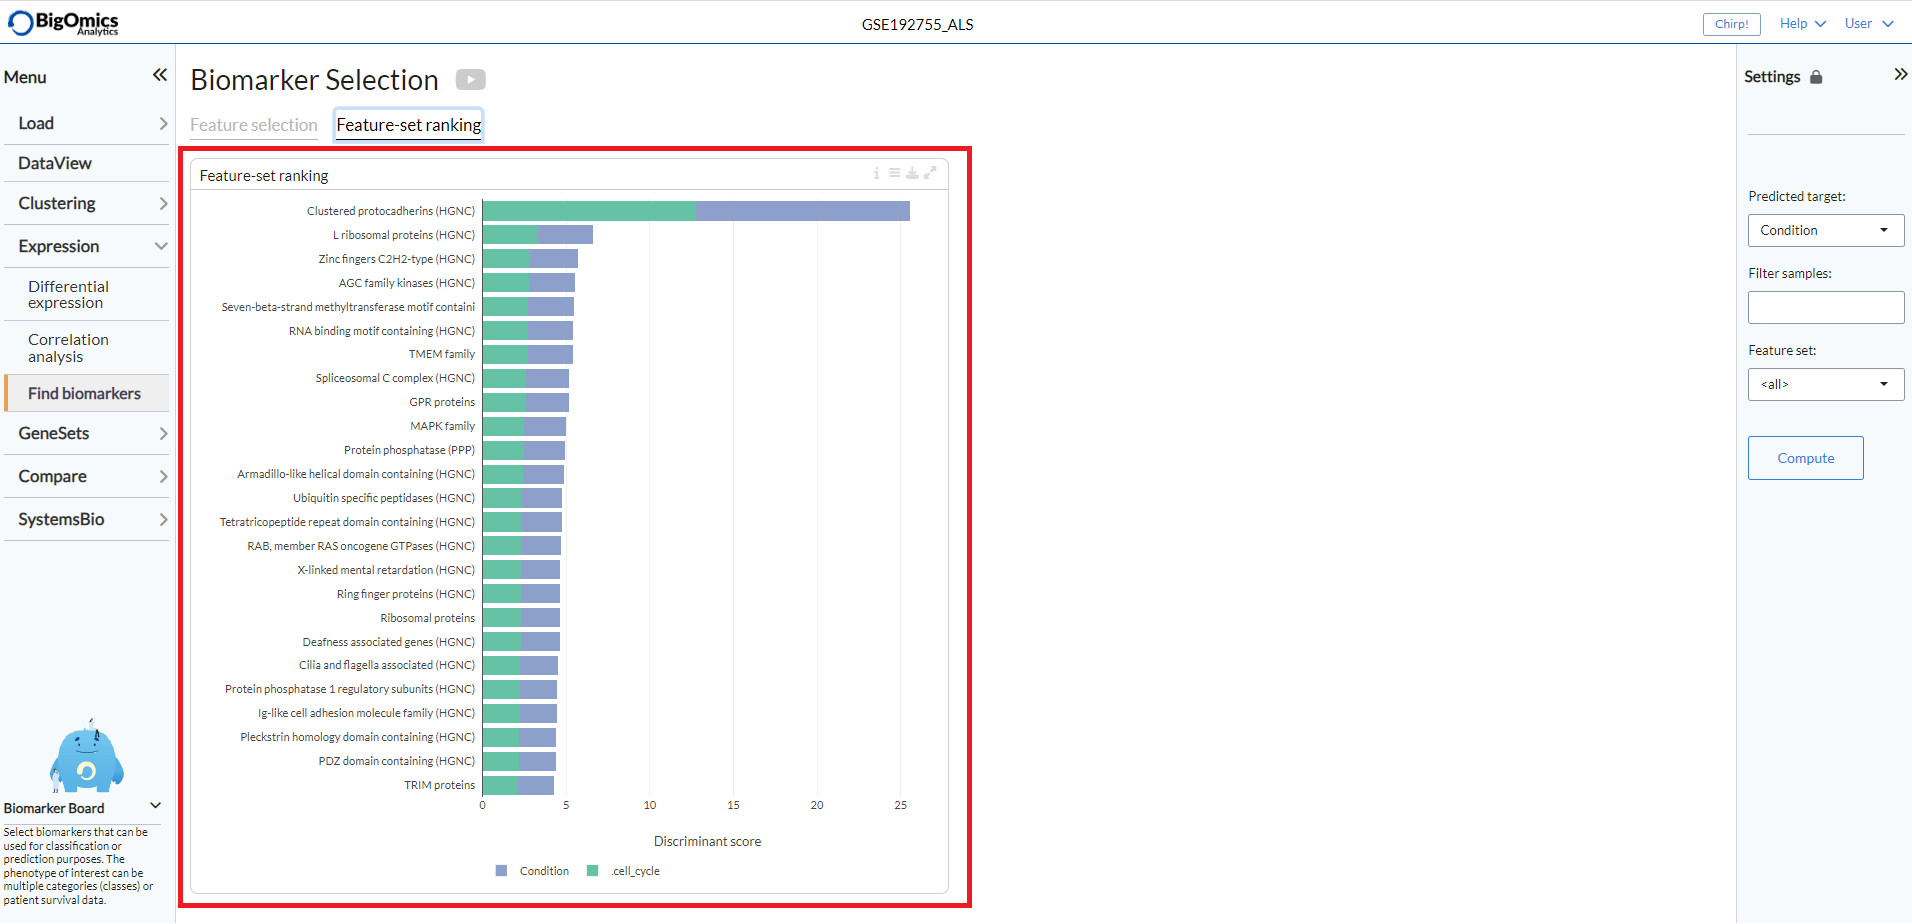 BigOmics
Analytics
GSE192755_ALS
Chirp!
Help
User
Menu
Load
DataView
Clustering
Expression
Differential
expression
Correlation
analysis
Find biomarkers
GeneSets
Compare
SystemsBio
Biomarker Board
Select biomarkers that can be
used for classification or
prediction purposes. The
phenotype of interest can be
multiple categories (classes) or
patient survival data.
Biomarker Selection
Feature selection
Feature-set ranking
Feature-set ranking
Clustered protocadherins (HGNC)
L ribosomal proteins (HGNC)
Zinc fingers C2H2-type (HGNC)
AGC family kinases (HGNC)
Seven-beta-strand methyltransferase motif containi
RNA binding motif containing (HGNC)
TMEM family
Spliceosomal C complex (HGNC)
GPR proteins
MAPK family
Protein phosphatase (PPP)
Armadillo-like helical domain containing (HGNC)
Ubiquitin specific peptidases (HGNC)
Tetratricopeptide repeat domain containing (HGNC)
RAB, member RAS oncogene GTPases (HGNC)
X-linked mental retardation (HGNC)
Ring finger proteins (HGNC)
Ribosomal proteins
Deafness associated genes (HGNC)
Cilia and flagella associated (HGNC)
Protein phosphatase 1 regulatory subunits (HGNC)
Ig-like cell adhesion molecule family (HGNC)
Pleckstrin homology domain containing (HGNC)
PDZ domain containing (HGNC)
TRIM proteins
0 5 10 15 20 25
Discriminant score
Condition .cell_cycle
Settings
Predicted target:
Condition
Filter samples:
Feature set:
<all>
Compute